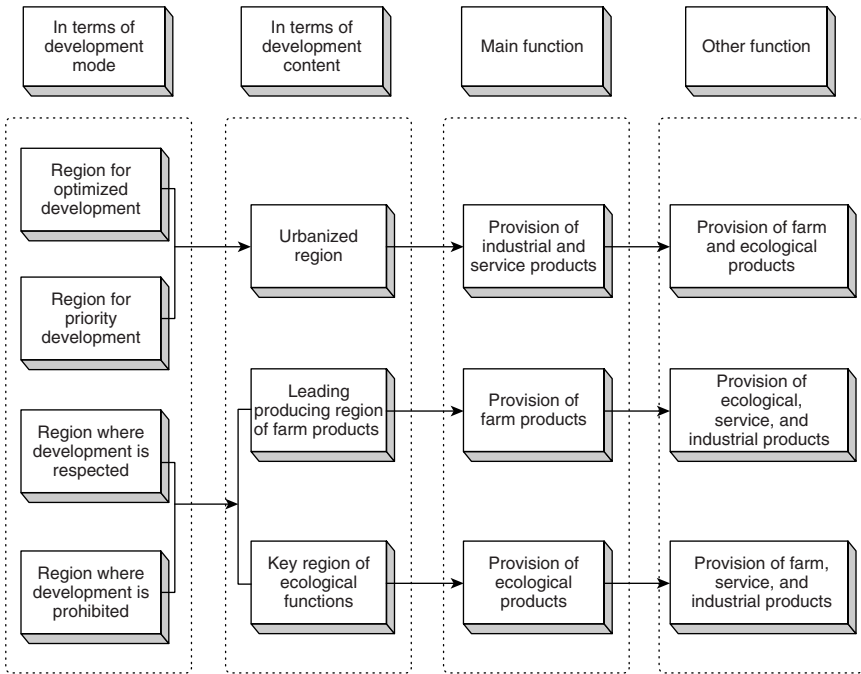 In terms of
development
mode
In terms of
development
content
Main function
Other function
Region for
optimized
development
Region for
priority
development
Region where
development is
respected
Region where
development is
prohibited
Urbanized
region
Leading
producing region
of farm products
Key region of
ecological
functions
Provision of
industrial and
service products
Provision of
farm products
Provision of
ecological
products
Provision of farm
and ecological
products
Provision of
ecological,
service, and
industrial products
Provision of farm,
service, and
industrial products